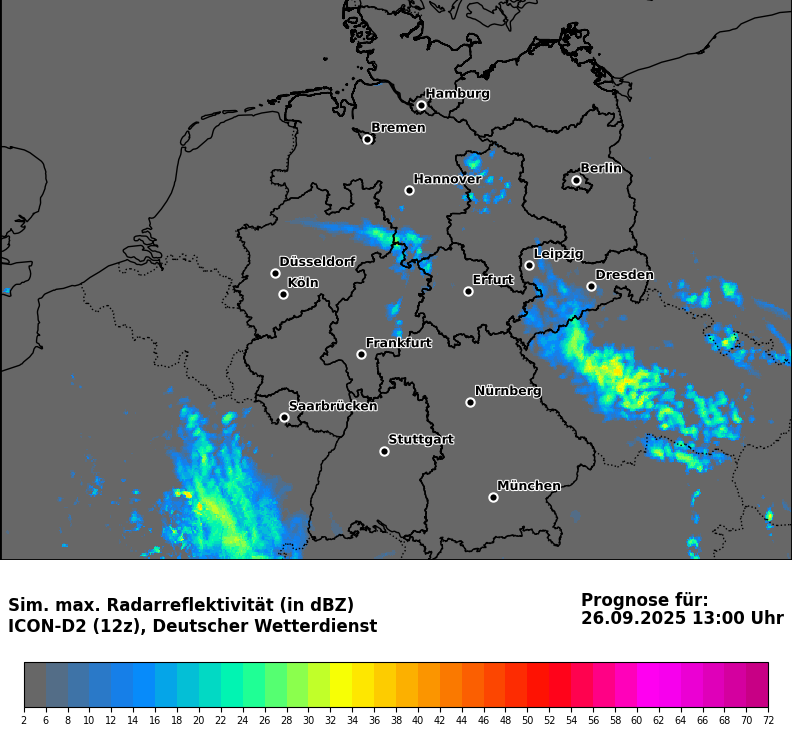 Hamburg
Bremen
Berlin
Hannover
Leipzig
Düsseldorf
Dresden
Köln
Erfurt
Frankfurt
Nürnberg
Saarbrücken
Stuttgart
München
Sim. max. Radarreflektivität (in dBZ)
ICON-D2 (12z), Deutscher Wetterdienst
Prognose für:
26.09.2025 13:00 Uhr
2 6 8 10 12 14 16 18 20 22 24 26 28 30 32 34 36 38 40 42 44 46 48 50 52 54 56 58 60 62 64 66 68 70 72